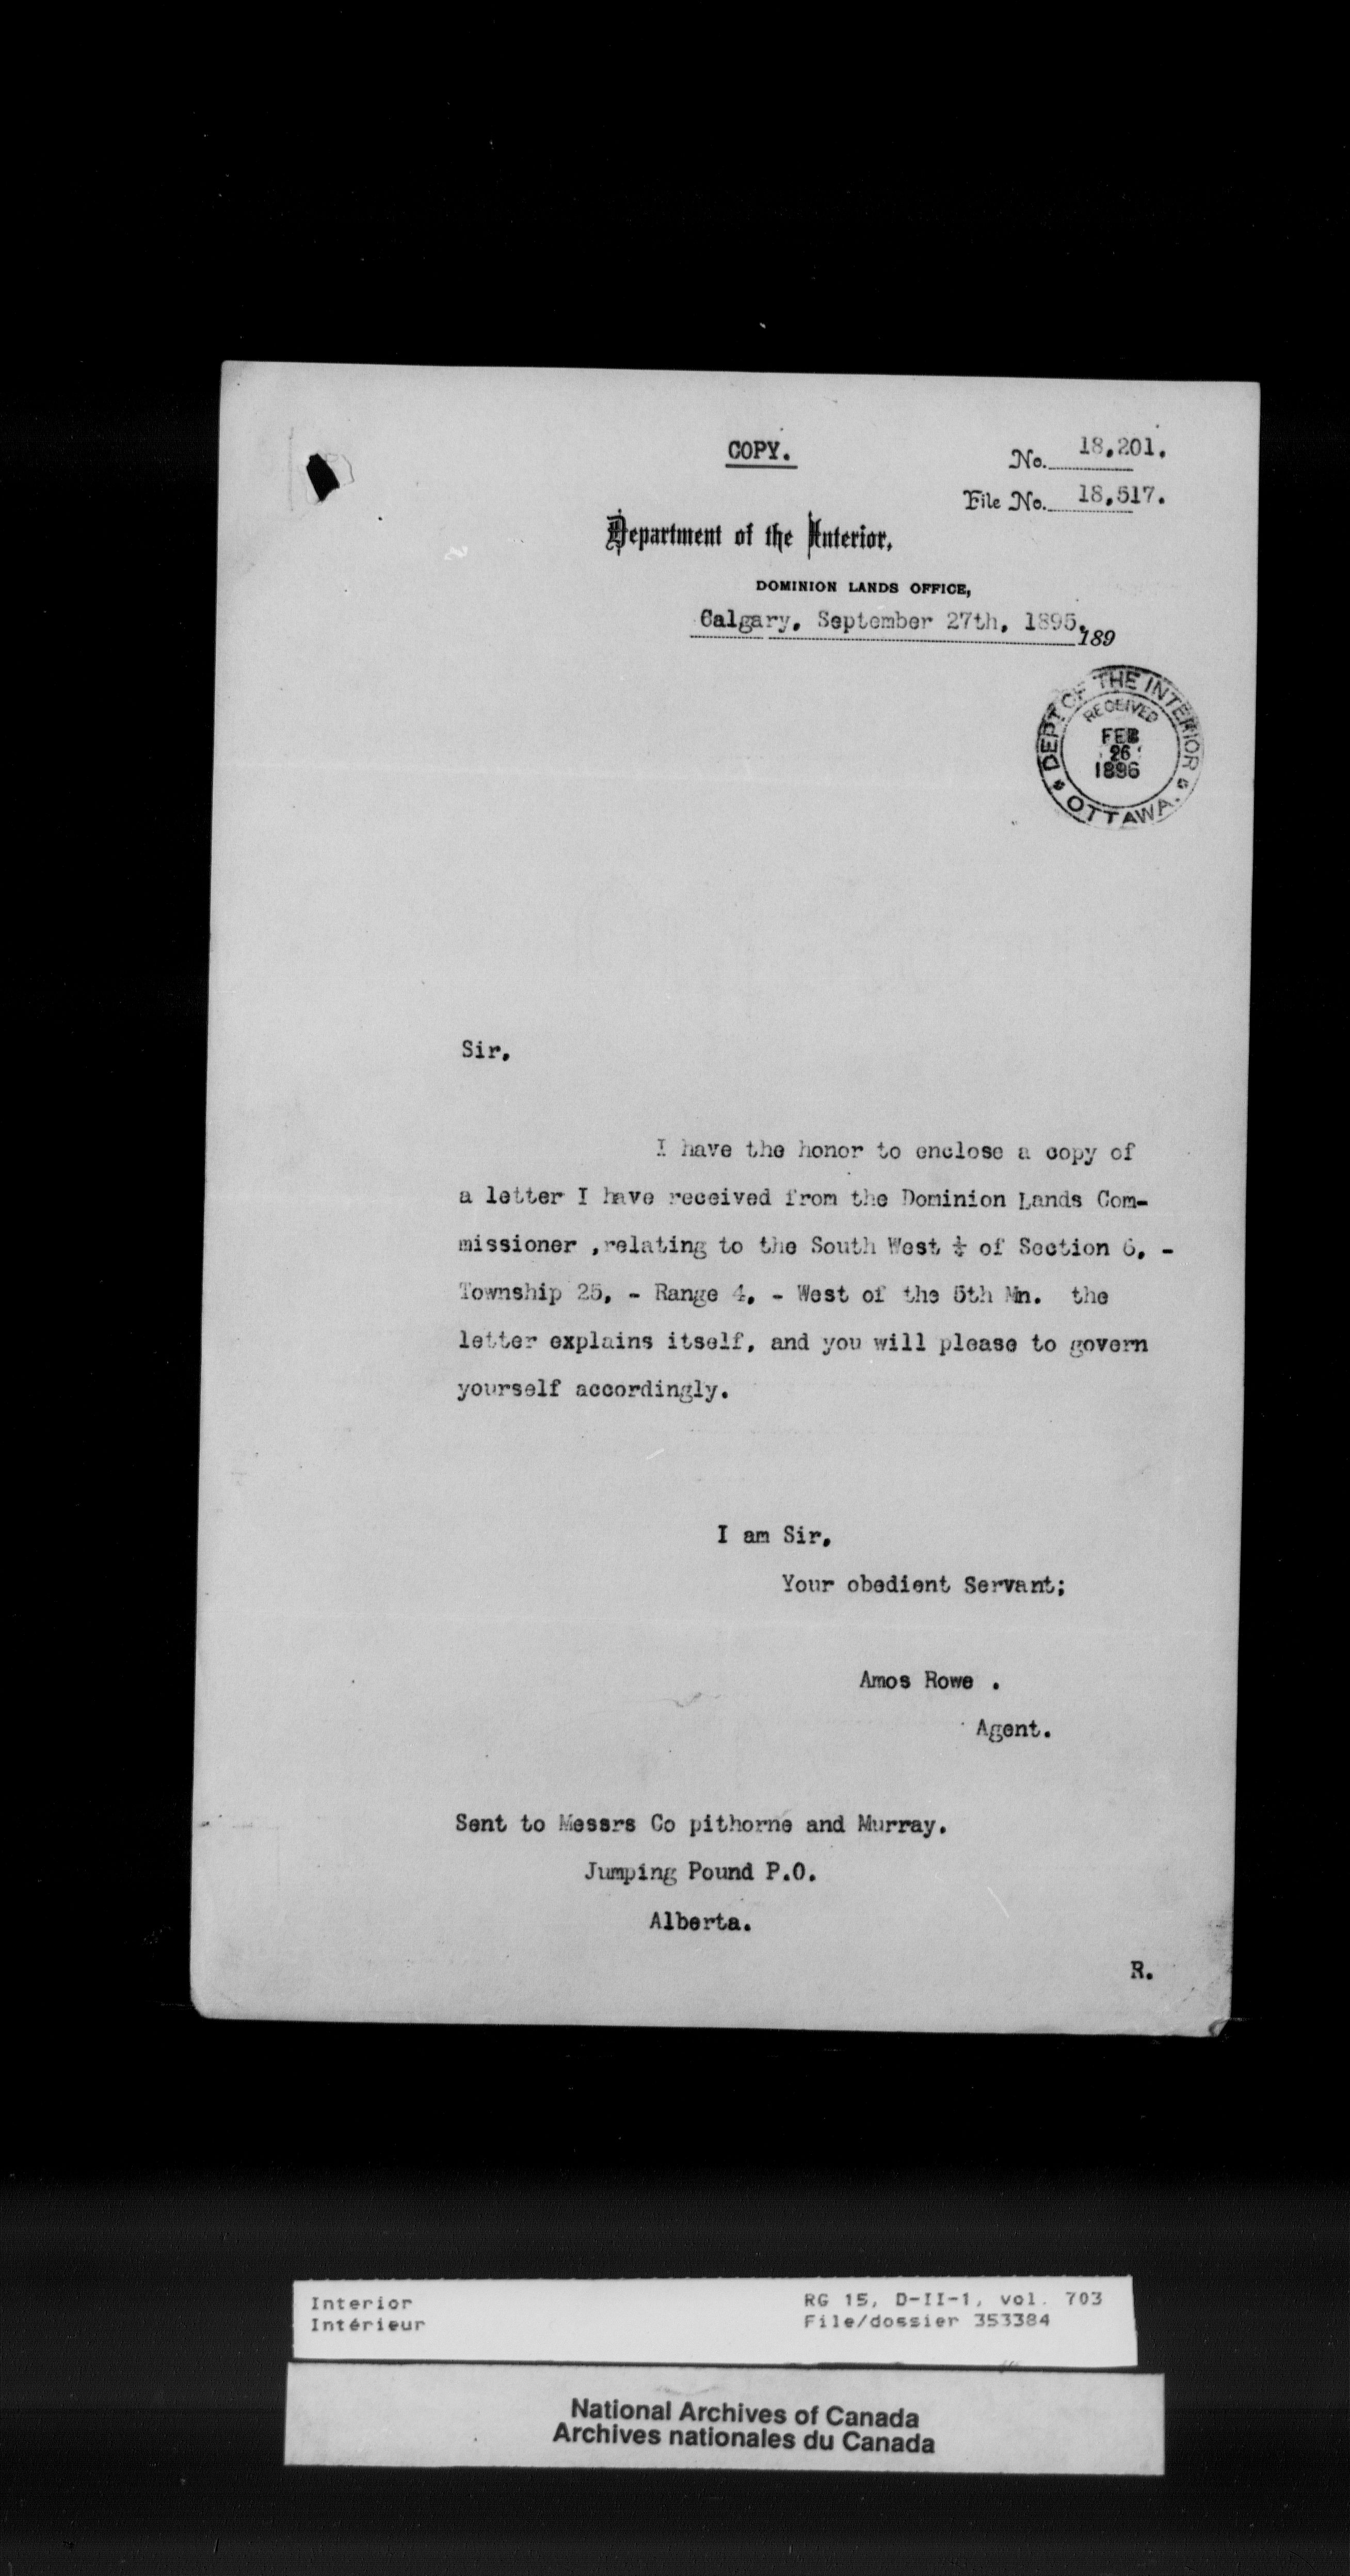 COPY.
No. 18,201.
File No. 18,517.
Department of the Interior,
DOMINION LANDS OFFICE,
Calgary, September 27th, 1895, 189
DEPT OF THE INTERIOR
RECEIVED
FEB
26
1896
OTTAWA.
Sir,
I have the honor to enclose a copy of
a letter I have received from the Dominion Lands Com-
missioner ,relating to the South West ¼ of Section 6, -
Township 25, - Range 4, - West of the 5th Mn. the
letter explains itself, and you will please to govern
yourself accordingly.
I am Sir,
Your obedient Servant;
Amos Rowe .
Agent.
Sent to Messrs Co pithorne and Murray.
Jumping Pound P.O.
Alberta.
R.
Interior
Intérieur
RG 15, D-II-1, vol. 703
File/dossier 353384
National Archives of Canada
Archives nationales du Canada